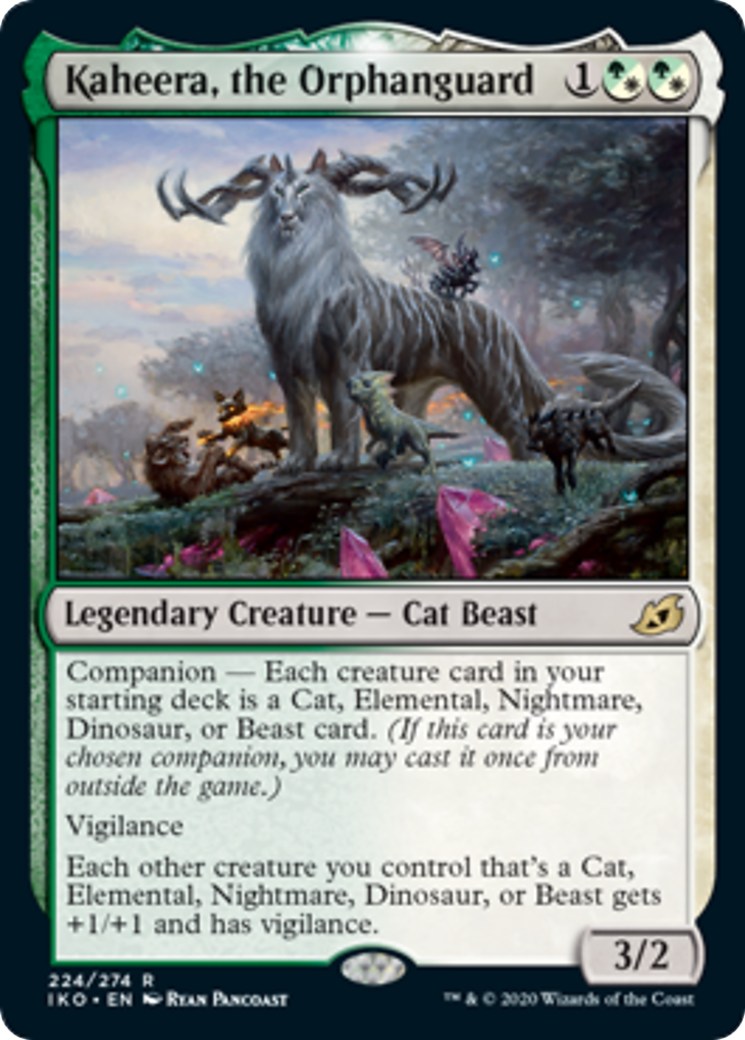 Kaheera, the Orphanguard 1
Legendary Creature — Cat Beast
Companion — Each creature card in your
starting deck is a Cat, Elemental, Nightmare,
Dinosaur, or Beast card. (If this card is your
chosen companion, you may cast it once from
outside the game.)
Vigilance
Each other creature you control that's a Cat,
Elemental, Nightmare, Dinosaur, or Beast gets
+1/+1 and has vigilance.
3/2
224/274 R
IKO • EN Ryan Pancoast
™ & © 2020 Wizards of the Coast